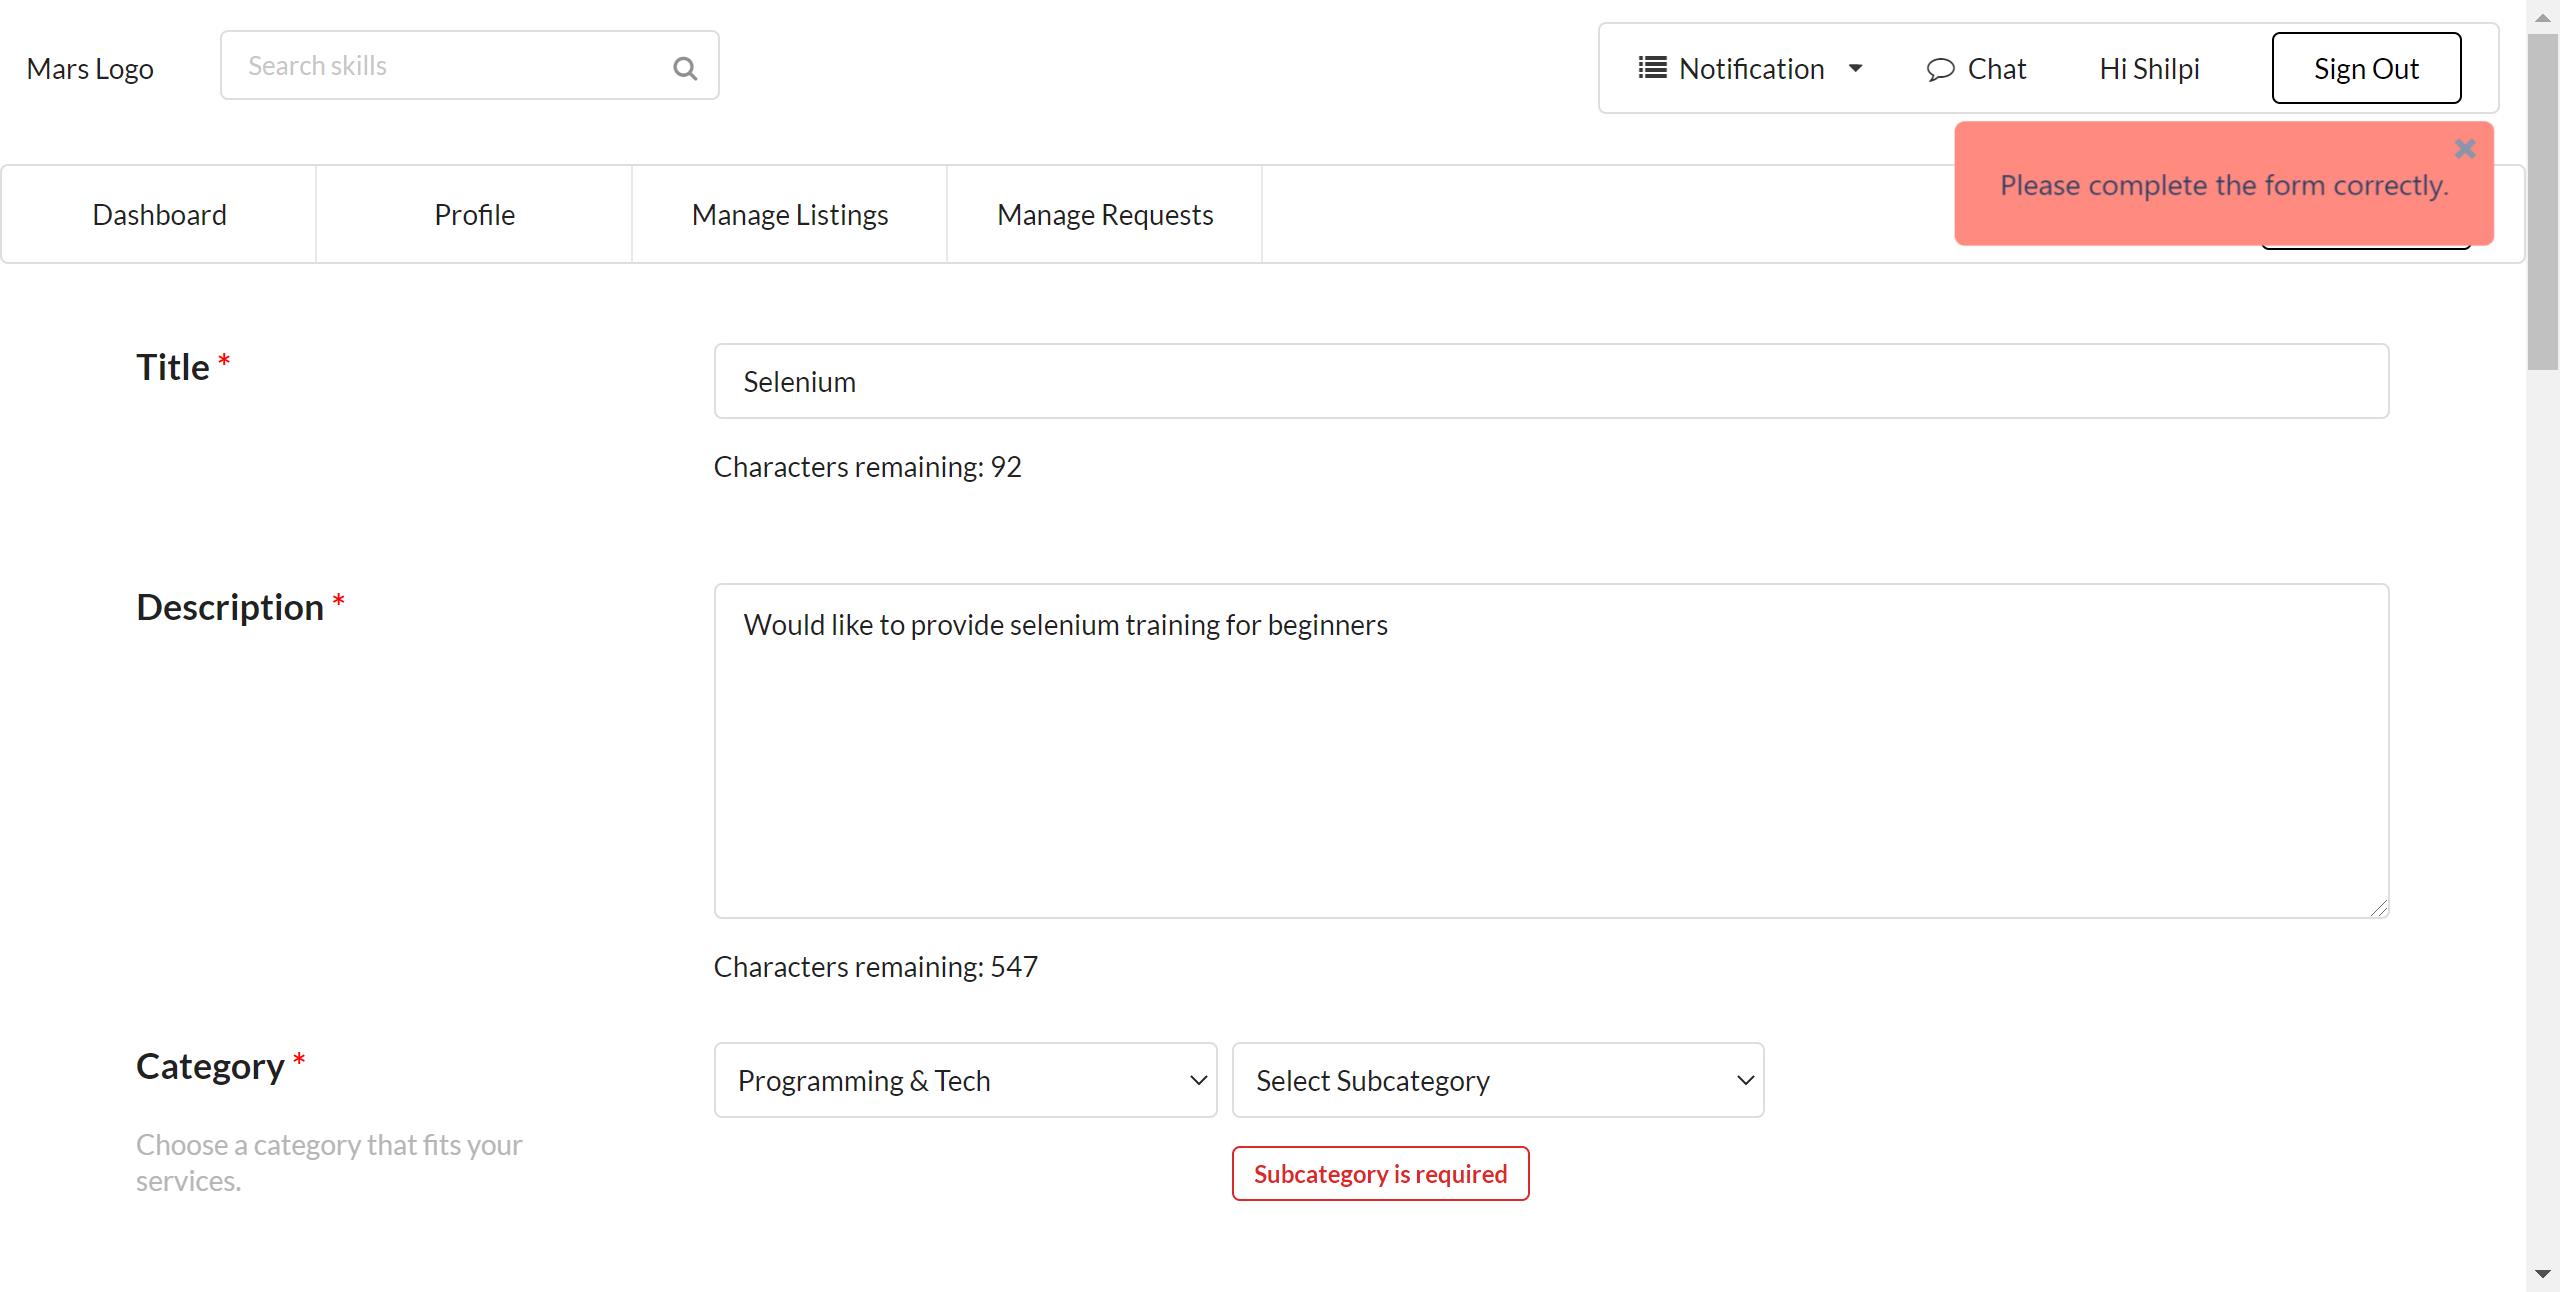 Mars Logo
Search skills
Notification
Chat
Hi Shilpi
Sign Out
Please complete the form correctly.
Dashboard
Profile
Manage Listings
Manage Requests
Title *
Selenium
Characters remaining: 92
Description *
Would like to provide selenium training for beginners
Characters remaining: 547
Category *
Programming & Tech
Select Subcategory
Choose a category that fits your
services.
Subcategory is required